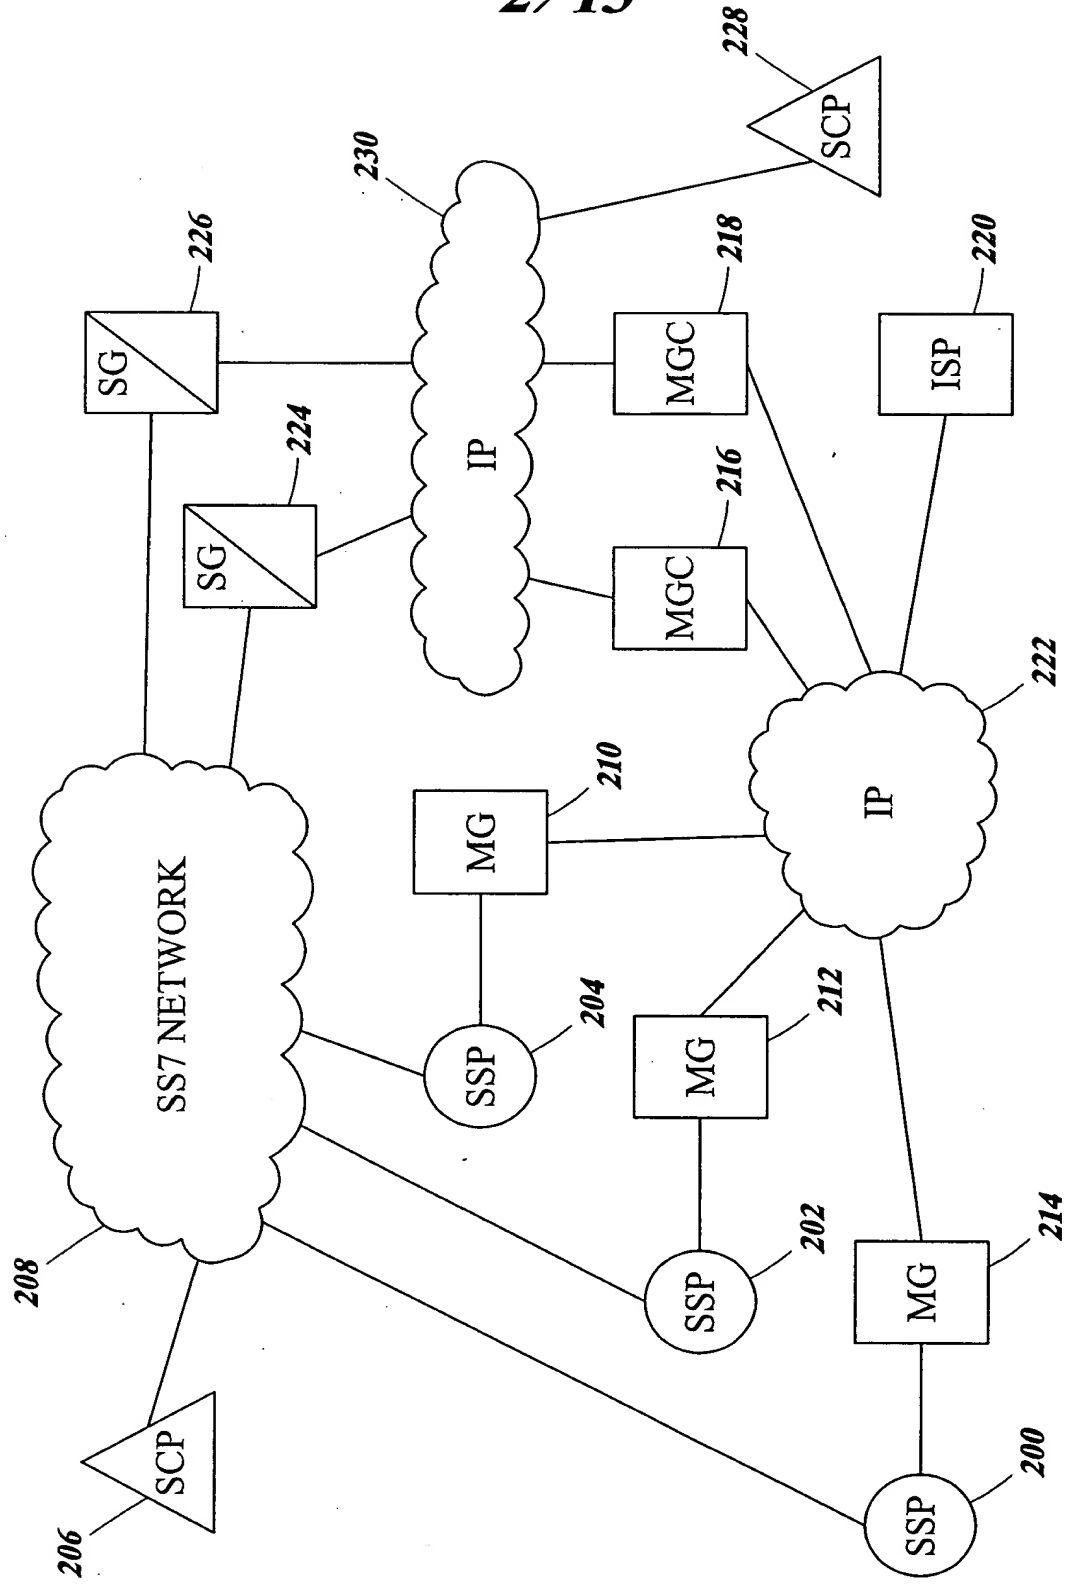 2/15
228
SCP
230
226
SG
218
220
224
SG
IP
MGC
ISP
216
MGC
222
210
MG
IP
SS7 NETWORK
204
SSP
212
MG
208
202
SSP
214
MG
206
SCP
200
SSP